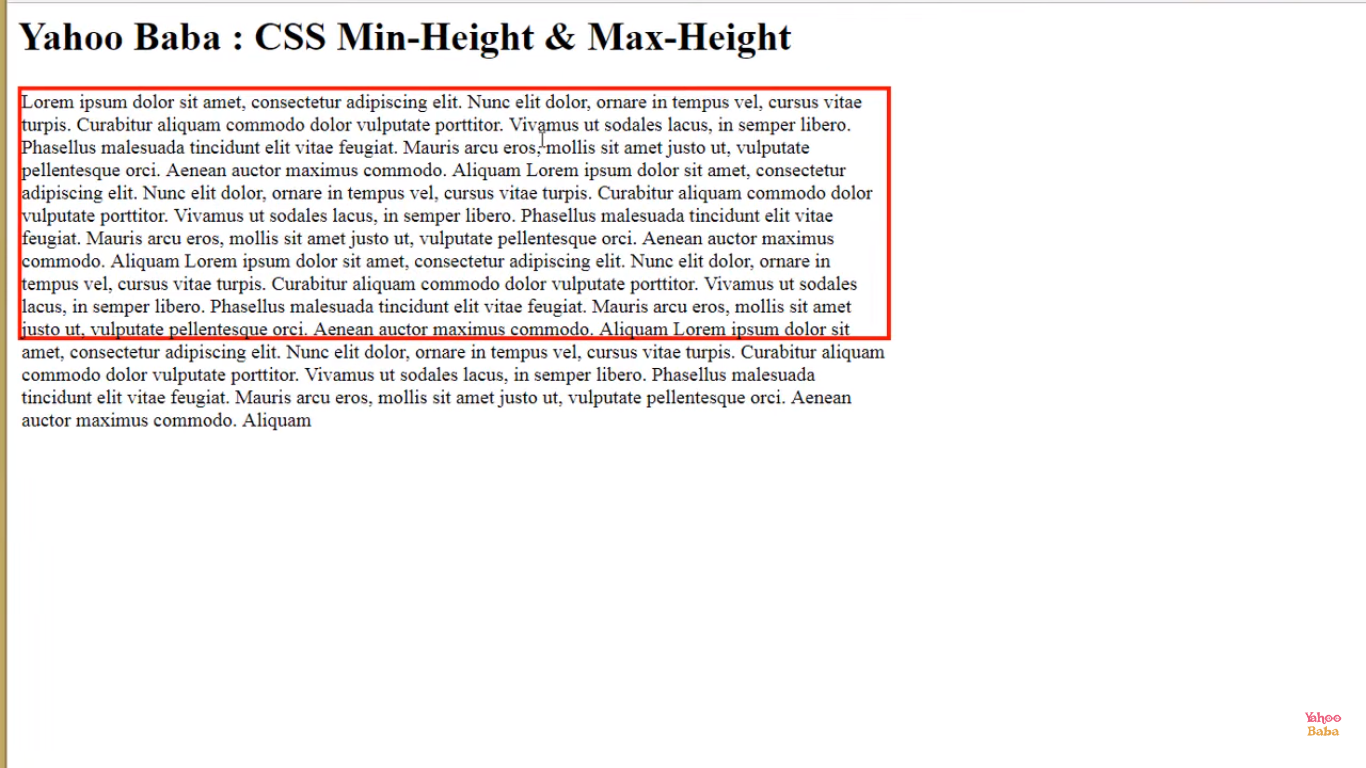 Yahoo Baba : CSS Min-Height & Max-Height
Lorem ipsum dolor sit amet, consectetur adipiscing elit. Nunc elit dolor, ornare in tempus vel, cursus vitae
turpis. Curabitur aliquam commodo dolor vulputate porttitor. Vivamus ut sodales lacus, in semper libero.
Phasellus malesuada tincidunt elit vitae feugiat. Mauris arcu eros, mollis sit amet justo ut, vulputate
pellentesque orci. Aenean auctor maximus commodo. Aliquam Lorem ipsum dolor sit amet, consectetur
adipiscing elit. Nunc elit dolor, ornare in tempus vel, cursus vitae turpis. Curabitur aliquam commodo dolor
vulputate porttitor. Vivamus ut sodales lacus, in semper libero. Phasellus malesuada tincidunt elit vitae
feugiat. Mauris arcu eros, mollis sit amet justo ut, vulputate pellentesque orci. Aenean auctor maximus
commodo. Aliquam Lorem ipsum dolor sit amet, consectetur adipiscing elit. Nunc elit dolor, ornare in
tempus vel, cursus vitae turpis. Curabitur aliquam commodo dolor vulputate porttitor. Vivamus ut sodales
lacus, in semper libero. Phasellus malesuada tincidunt elit vitae feugiat. Mauris arcu eros, mollis sit amet
justo ut, vulputate pellentesque orci. Aenean auctor maximus commodo. Aliquam Lorem ipsum dolor sit
amet, consectetur adipiscing elit. Nunc elit dolor, ornare in tempus vel, cursus vitae turpis. Curabitur aliquam
commodo dolor vulputate porttitor. Vivamus ut sodales lacus, in semper libero. Phasellus malesuada
tincidunt elit vitae feugiat. Mauris arcu eros, mollis sit amet justo ut, vulputate pellentesque orci. Aenean
auctor maximus commodo. Aliquam
Yahoo
Baba